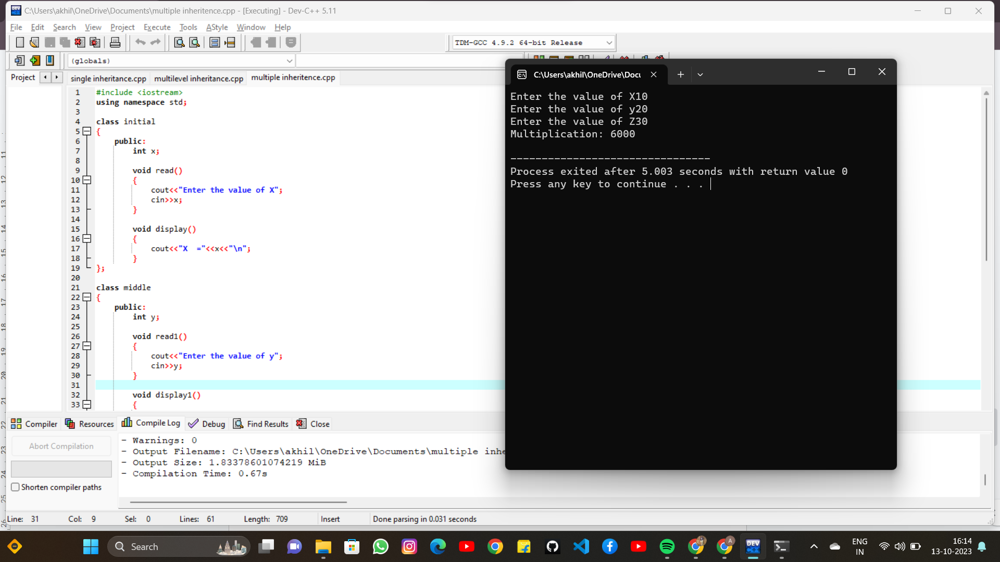 C:\Users\akhil\OneDrive\Documents\multiple inheritence.cpp - [Executing] - Dev-C++ 5.11
File Edit Search View Project Execute Tools AStyle Window Help
TDM-GCC 4.9.2 64-bit Release
(globals)
Project
single inheritance.cpp multilevel inheritance.cpp multiple inheritence.cpp
1 #include <iostream>
2 using namespace std;
3
4 class initial
5 {
6 public:
7 int x;
8
9 void read()
10 {
11 cout<<"Enter the value of X";
12 cin>>x;
13 }
14
15 void display()
16 {
17 cout<<"X  ="<<x<<"\n";
18 }
19 };
20
21 class middle
22 {
23 public:
24 int y;
25
26 void read1()
27 {
28 cout<<"Enter the value of y";
29 cin>>y;
30 }
31
32 void display1()
33 {
C:\Users\akhil\OneDrive\Docu
Enter the value of X10
Enter the value of y20
Enter the value of Z30
Multiplication: 6000
--------------------------------
Process exited after 5.003 seconds with return value 0
Press any key to continue . . .
Compiler Resources Compile Log Debug Find Results Close
Abort Compilation
Shorten compiler paths
- Warnings: 0
- Output Filename: C:\Users\akhil\OneDrive\Documents\multiple inhe
- Output Size: 1.83378601074219 MiB
- Compilation Time: 0.67s
Line: 31 Col: 9 Sel: 0 Lines: 61 Length: 709 Insert Done parsing in 0.031 seconds
Search
DEV
ENG
IN
16:14
13-10-2023